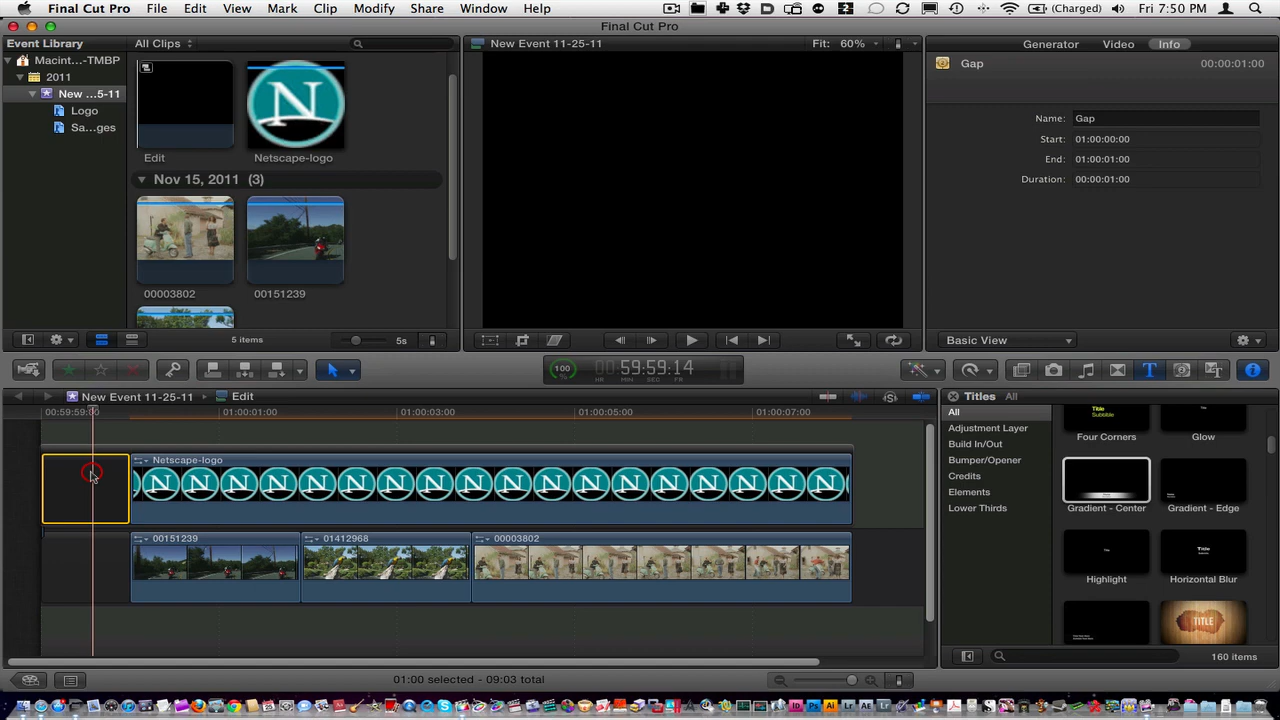 Final Cut Pro File Edit View Mark Clip Modify Share Window Help (Charged) Fri 7:50 PM
Final Cut Pro
Event Library All Clips New Event 11-25-11 Fit: 60% Generator Video Info
Macint...-TMBP
2011
New ...5-11
Logo
Sa...ges
Edit Netscape-logo
Nov 15, 2011 (3)
00003802 00151239
5 items 5s
Gap 00:00:01:00
Name: Gap
Start: 01:00:00:00
End: 01:00:01:00
Duration: 00:00:01:00
Basic View
100 00:59:59:14
HR MIN SEC FR
New Event 11-25-11 Edit
00:59:59:00 01:00:01:00 01:00:03:00 01:00:05:00 01:00:07:00
Netscape-logo
00151239 01412968 00003802
01:00 selected - 09:03 total
Titles All
All
Adjustment Layer
Build In/Out
Bumper/Opener
Credits
Elements
Lower Thirds
Title
Subtitle
Four Corners Glow
Gradient - Center Gradient - Edge
Title
Highlight Horizontal Blur
TITLE
160 items